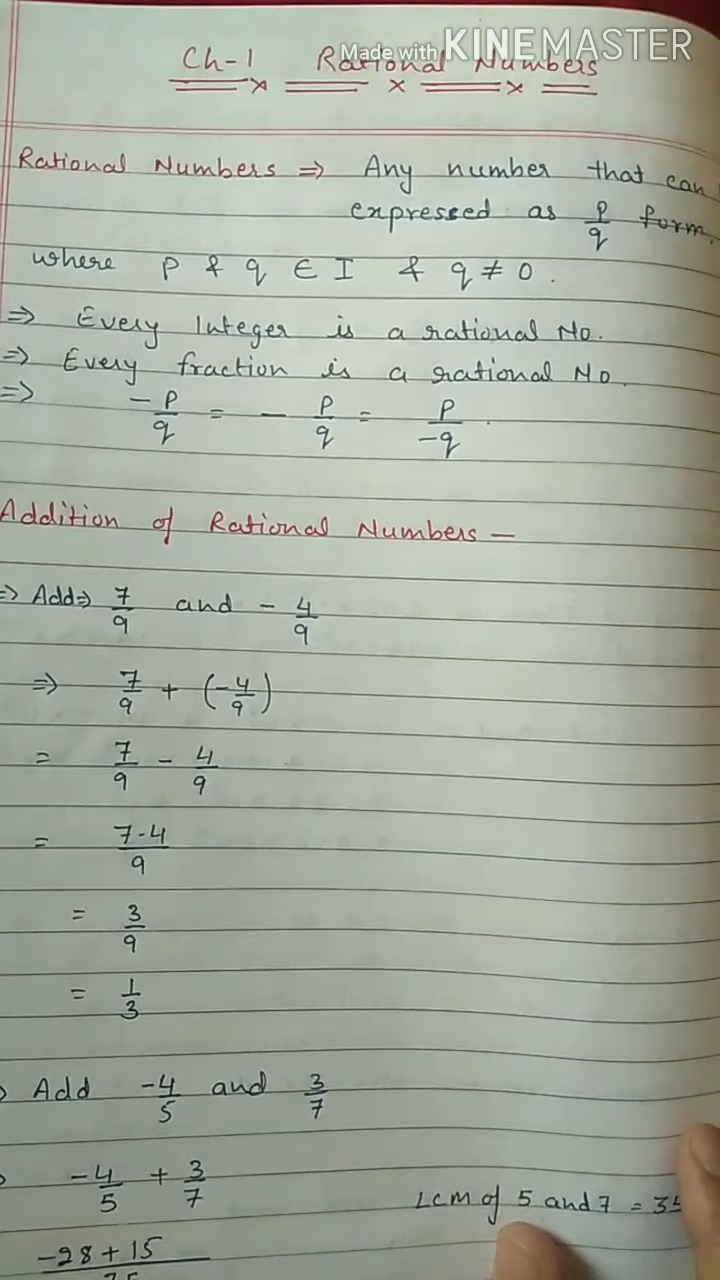 Made with KINEMASTER
Ch-1 Rational Numbers
Rational Numbers ⇒ Any number that can
expressed as p/q form.
where p & q ∈ I & q ≠ 0.
⇒ Every Integer is a rational No.
⇒ Every fraction is a rational No.
⇒ -p/q = - p/q = p/-q.
Addition of Rational Numbers —
⇒ Add⇒ 7/9 and - 4/9
⇒ 7/9 + (-4/9)
= 7/9 - 4/9
= 7-4/9
= 3/9
= 1/3
Add -4/5 and 3/7
-4/5 + 3/7
LCM of 5 and 7 = 35
-28+15/35